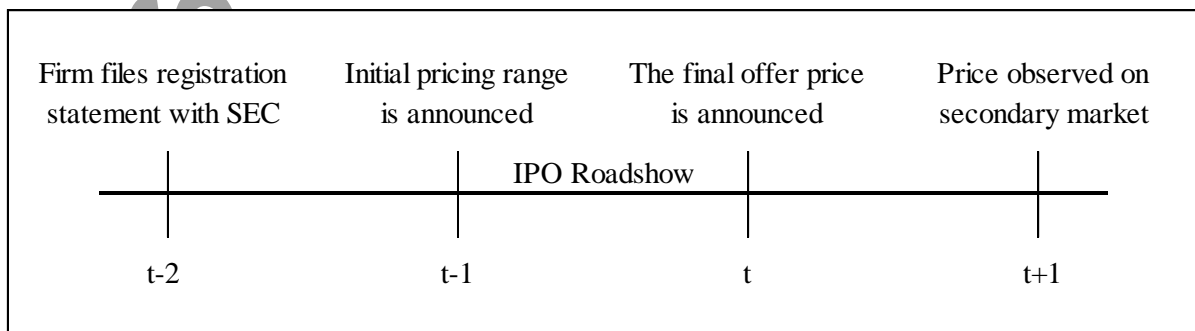 Firm files registration
statement with SEC
Initial pricing range
is announced
The final offer price
is announced
Price observed on
secondary market
IPO Roadshow
t-2
t-1
t
t+1